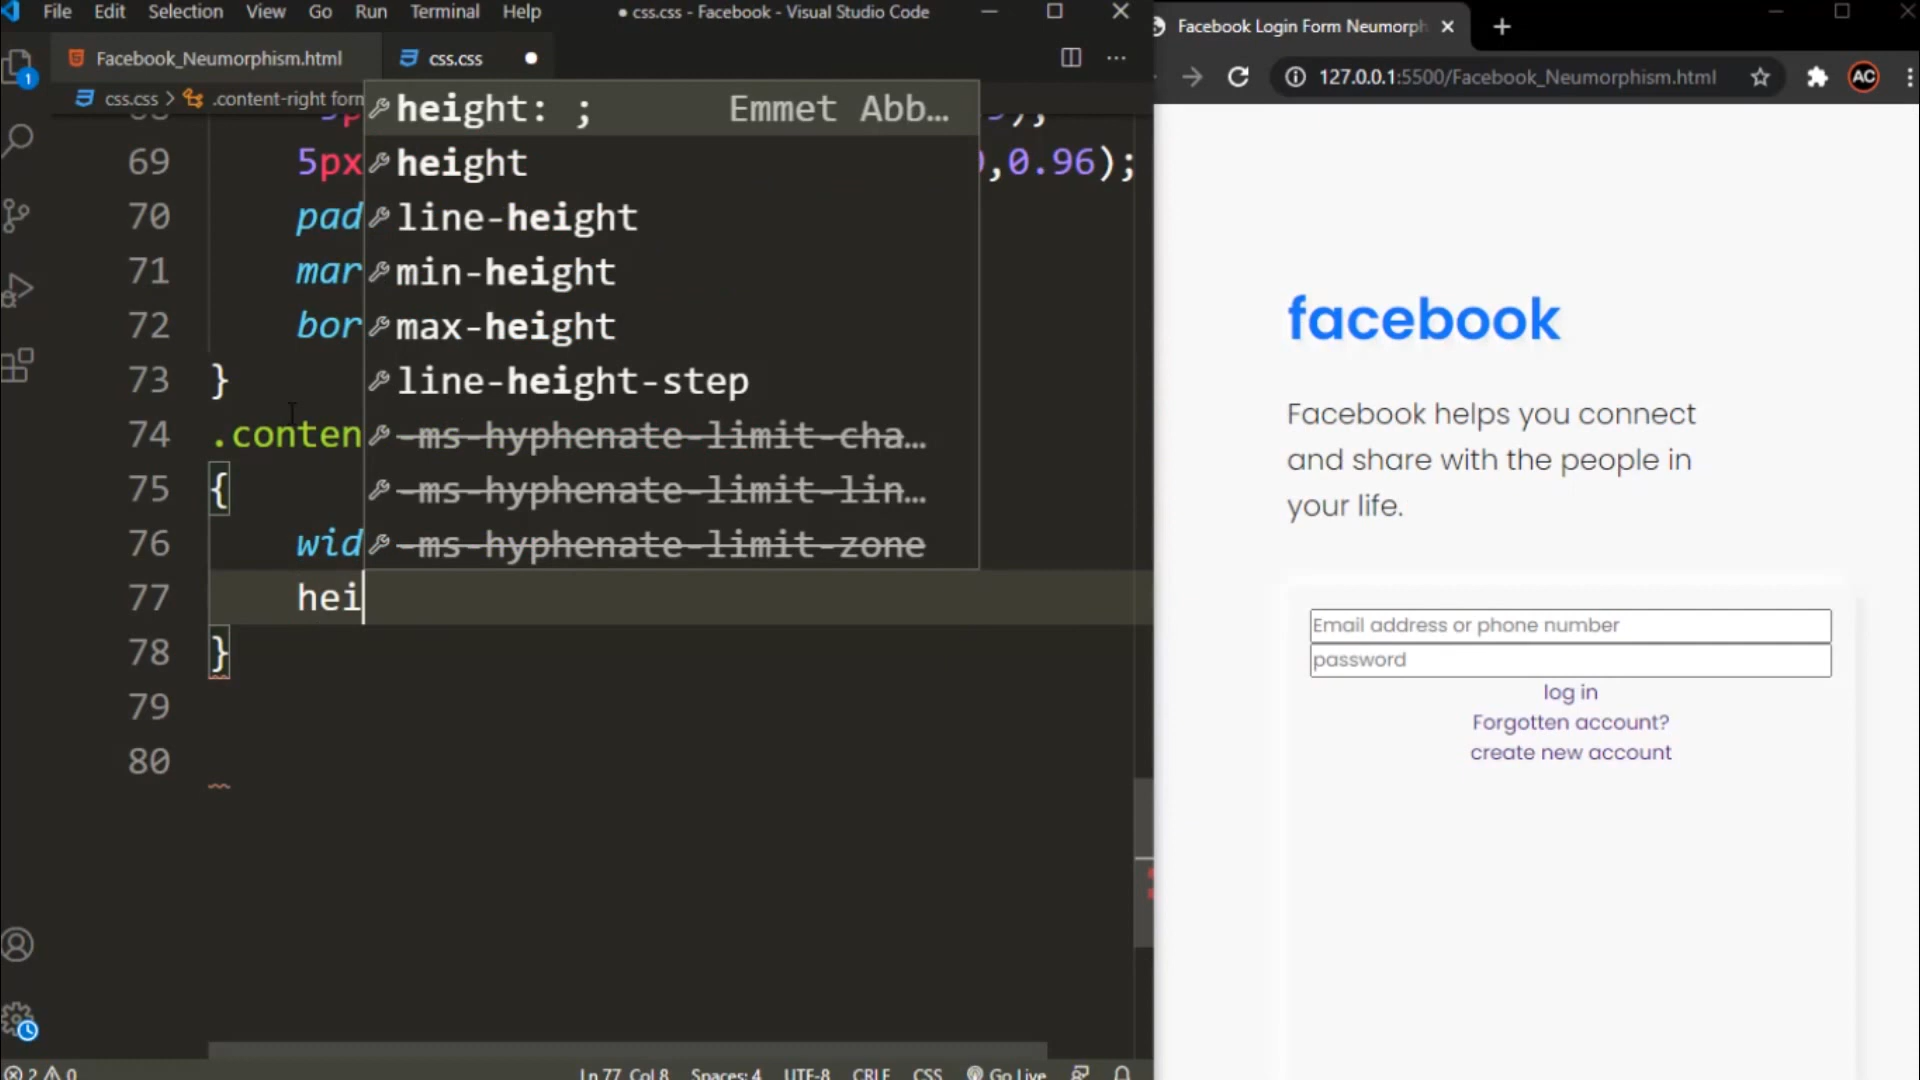 File Edit Selection View Go Run Terminal Help
● css.css - Facebook - Visual Studio Code
Facebook_Neumorphism.html
css.css
1
css.css > .content-right form
69 5px ,0.96);
70 pad
71 mar
72 bor
73 }
74 .conten
75 {
76 wid
77 hei
78 }
79
80
height: ; Emmet Abb…
height
line-height
min-height
max-height
line-height-step
-ms-hyphenate-limit-cha…
-ms-hyphenate-limit-lin…
-ms-hyphenate-limit-zone
2 0 Ln 77, Col 8 Spaces: 4 UTF-8 CRLF CSS Go Live
Facebook Login Form Neumorph
127.0.0.1:5500/Facebook_Neumorphism.html
AC
facebook
Facebook helps you connect
and share with the people in
your life.
Email address or phone number
password
log in
Forgotten account?
create new account